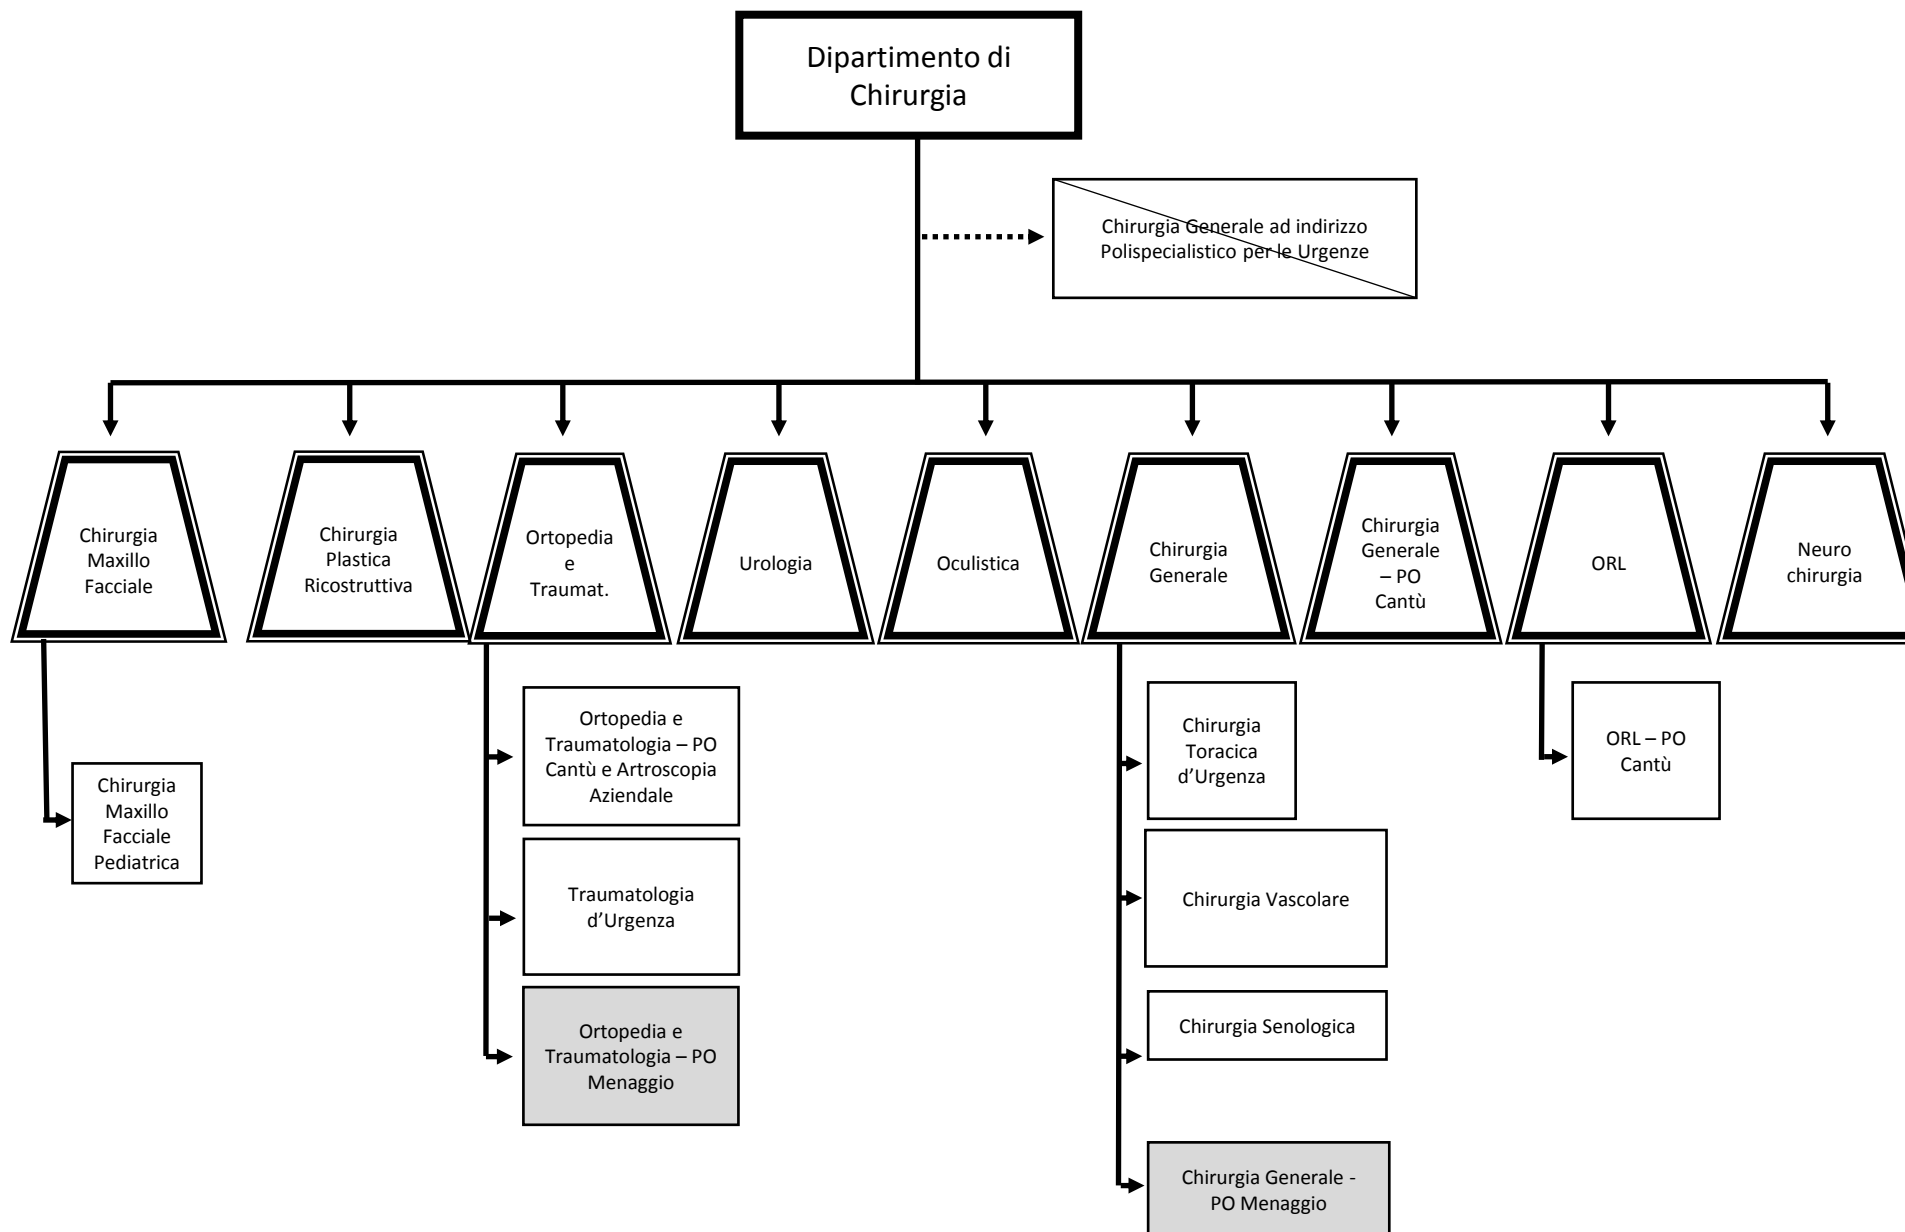 Dipartimento di
Chirurgia
Chirurgia Generale ad indirizzo
Polispecialistico per le Urgenze
Chirurgia
Maxillo
Facciale
Chirurgia
Plastica
Ricostruttiva
Ortopedia
e
Traumat.
Urologia
Oculistica
Chirurgia
Generale
Chirurgia
Generale
– PO
Cantù
ORL
Neuro
chirurgia
Chirurgia
Maxillo
Facciale
Pediatrica
Ortopedia e
Traumatologia – PO
Cantù e Artroscopia
Aziendale
Traumatologia
d’Urgenza
Ortopedia e
Traumatologia – PO
Menaggio
Chirurgia
Toracica
d’Urgenza
Chirurgia Vascolare
Chirurgia Senologica
Chirurgia Generale -
PO Menaggio
ORL – PO
Cantù